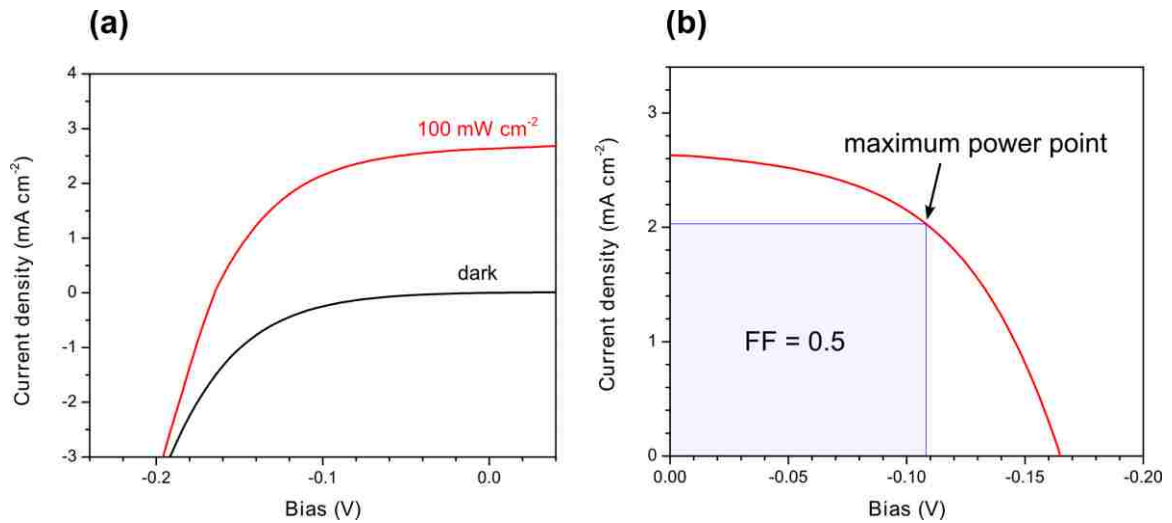 (a)
4
3
2
1
0
-1
-2
-3
-0.2
-0.1
0.0
Current density (mA cm⁻²)
Bias (V)
100 mW cm⁻²
dark
(b)
3
2
1
0
0.00
-0.05
-0.10
-0.15
-0.20
Current density (mA cm⁻²)
Bias (V)
maximum power point
FF = 0.5